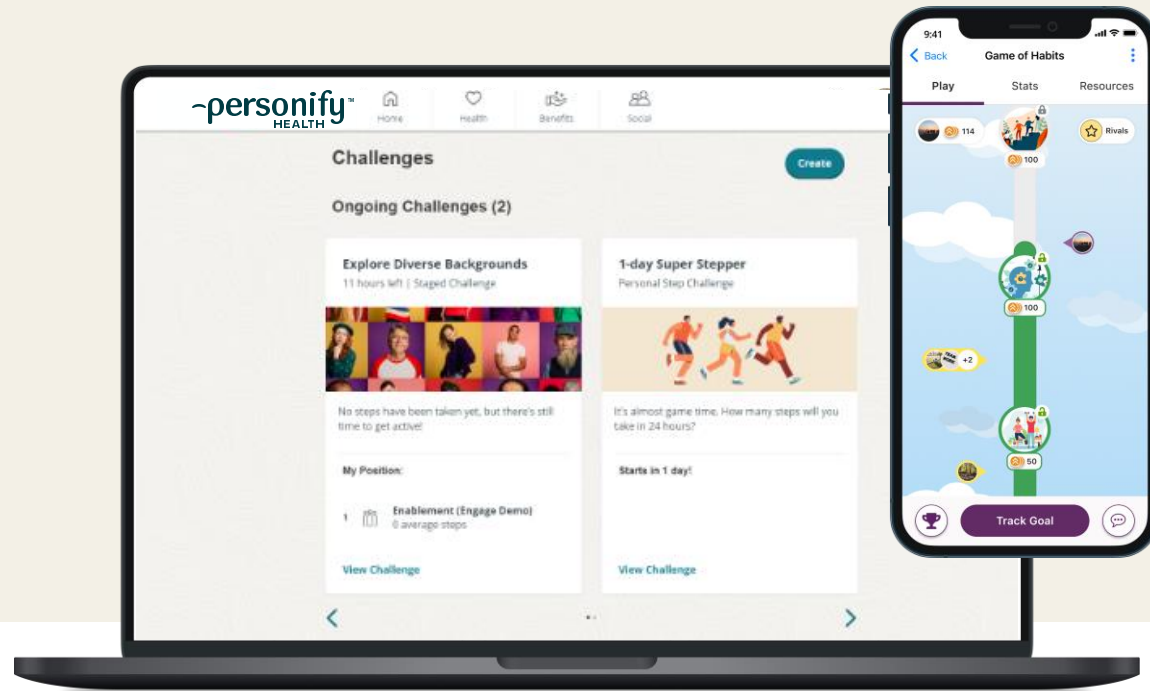 ~personify™
HEALTH
Home
Health
Benefits
Social
Challenges
Create
Ongoing Challenges (2)
Explore Diverse Backgrounds
11 hours left | Staged Challenge
No steps have been taken yet, but there's still
time to get active!
My Position:
1
Enablement (Engage Demo)
0 average steps
View Challenge
1-day Super Stepper
Personal Step Challenge
It's almost game time. How many steps will you
take in 24 hours?
Starts in 1 day!
View Challenge
9:41
Back
Game of Habits
Play
Stats
Resources
114
Rivals
100
100
+2
50
Track Goal